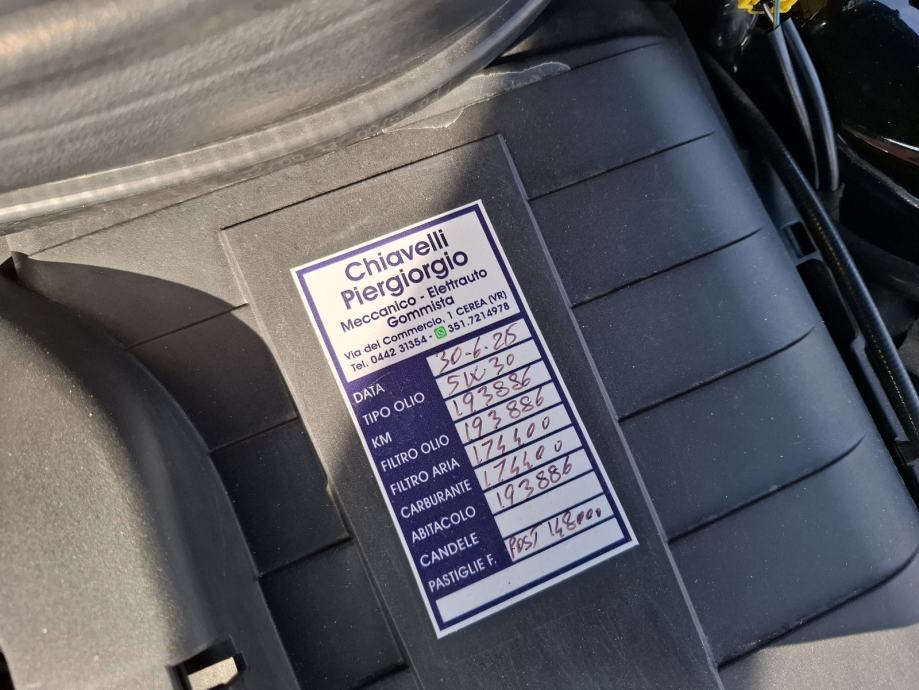 Chiavelli
Piergiorgio
Meccanico - Elettrauto
Gommista
Via del Commercio, 1 CEREA (VR)
Tel. 0442 31354 - 351.7214978
DATA 30-6-25
TIPO OLIO 5W30
KM 193886
FILTRO OLIO 193886
FILTRO ARIA 174400
CARBURANTE 174400
ABITACOLO 193886
CANDELE
PASTIGLIE F. POST 148000